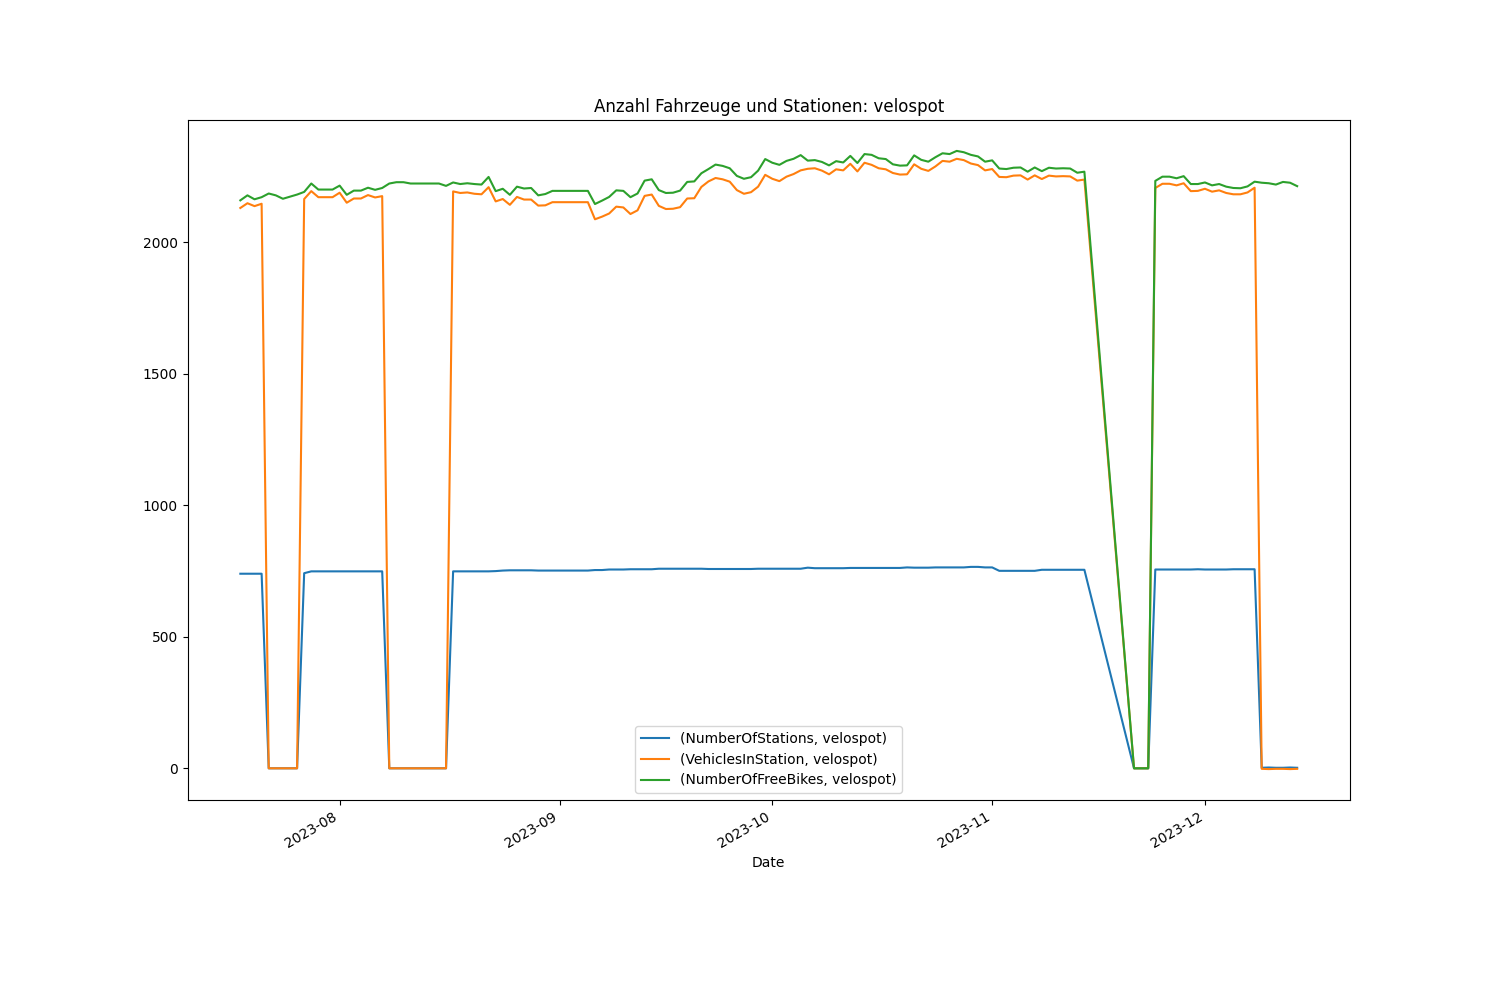 Anzahl Fahrzeuge und Stationen: velospot
2000
1500
1000
500
0
(NumberOfStations, velospot)
(VehiclesInStation, velospot)
(NumberOfFreeBikes, velospot)
2023-08
2023-09
2023-10
2023-11
2023-12
Date